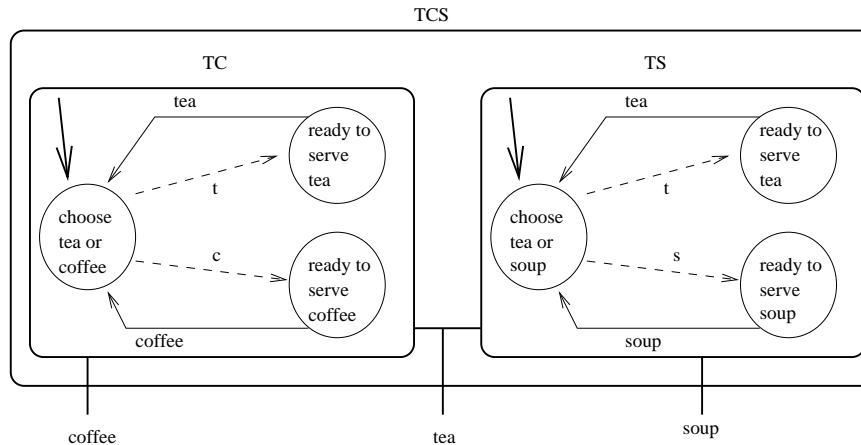 TCS
TC
TS
tea
ready to
serve
tea
t
choose
tea or
coffee
c
ready to
serve
coffee
coffee
tea
ready to
serve
tea
t
choose
tea or
soup
s
ready to
serve
soup
soup
coffee
tea
soup